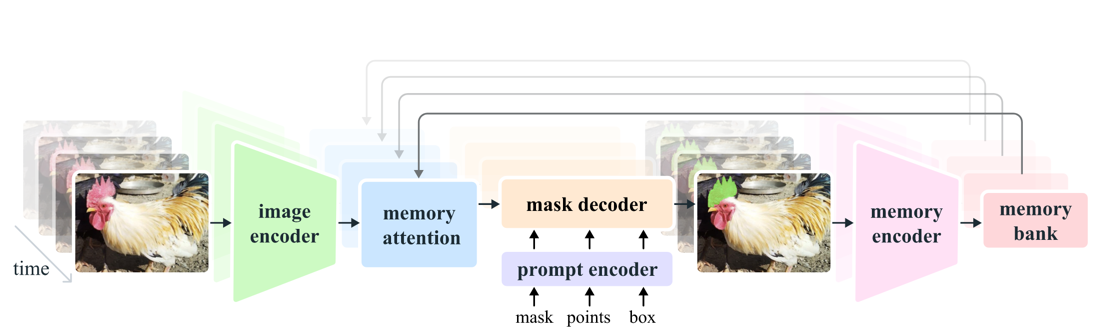 time
image
encoder
memory
attention
mask decoder
prompt encoder
mask points box
memory
encoder
memory
bank